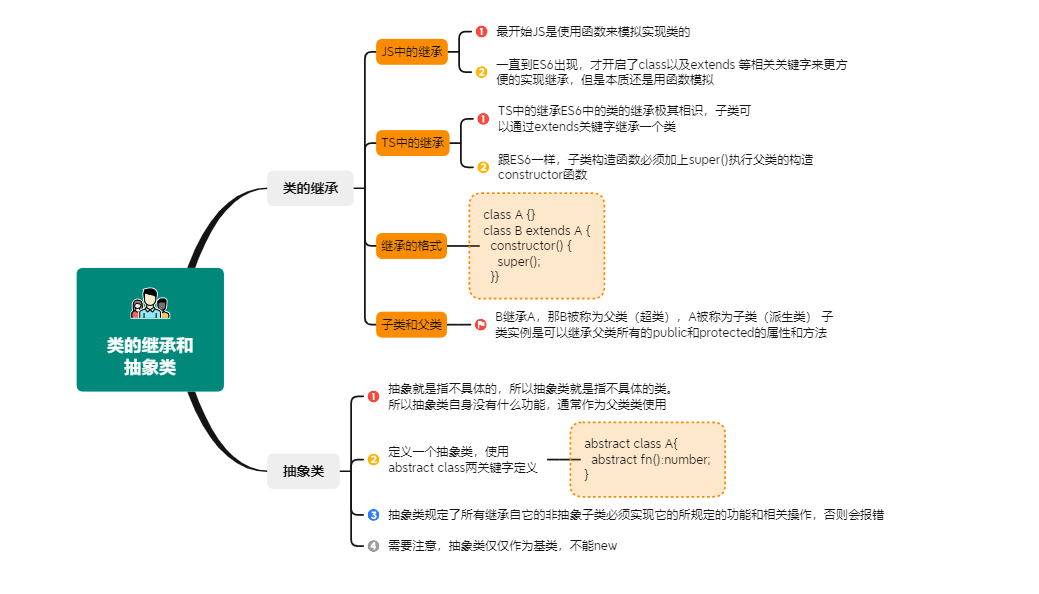 类的继承和
抽象类
类的继承
JS中的继承
1
最开始JS是使用函数来模拟实现类的
2
一直到ES6出现，才开启了class以及extends 等相关关键字来更方
便的实现继承，但是本质还是用函数模拟
TS中的继承
1
TS中的继承ES6中的类的继承极其相识，子类可
以通过extends关键字继承一个类
2
跟ES6一样，子类构造函数必须加上super()执行父类的构造
constructor函数
继承的格式
class A {}
class B extends A {
constructor() {
super();
}}
子类和父类
B继承A，那B被称为父类（超类），A被称为子类（派生类） 子
类实例是可以继承父类所有的public和protected的属性和方法
抽象类
1
抽象就是指不具体的，所以抽象类就是指不具体的类。
所以抽象类自身没有什么功能，通常作为父类类使用
2
定义一个抽象类，使用
abstract class两关键字定义
abstract class A{
abstract fn():number;
}
3
抽象类规定了所有继承自它的非抽象子类必须实现它的所规定的功能和相关操作，否则会报错
4
需要注意，抽象类仅仅作为基类，不能new